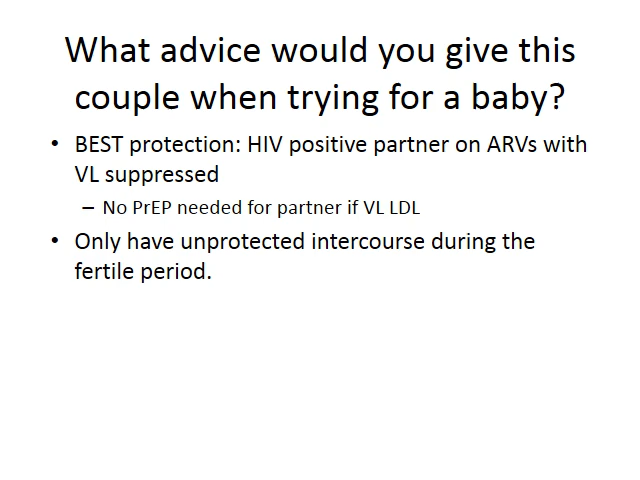 What advice would you give this
couple when trying for a baby?
• BEST protection: HIV positive partner on ARVs with
VL suppressed
– No PrEP needed for partner if VL LDL
• Only have unprotected intercourse during the
fertile period.